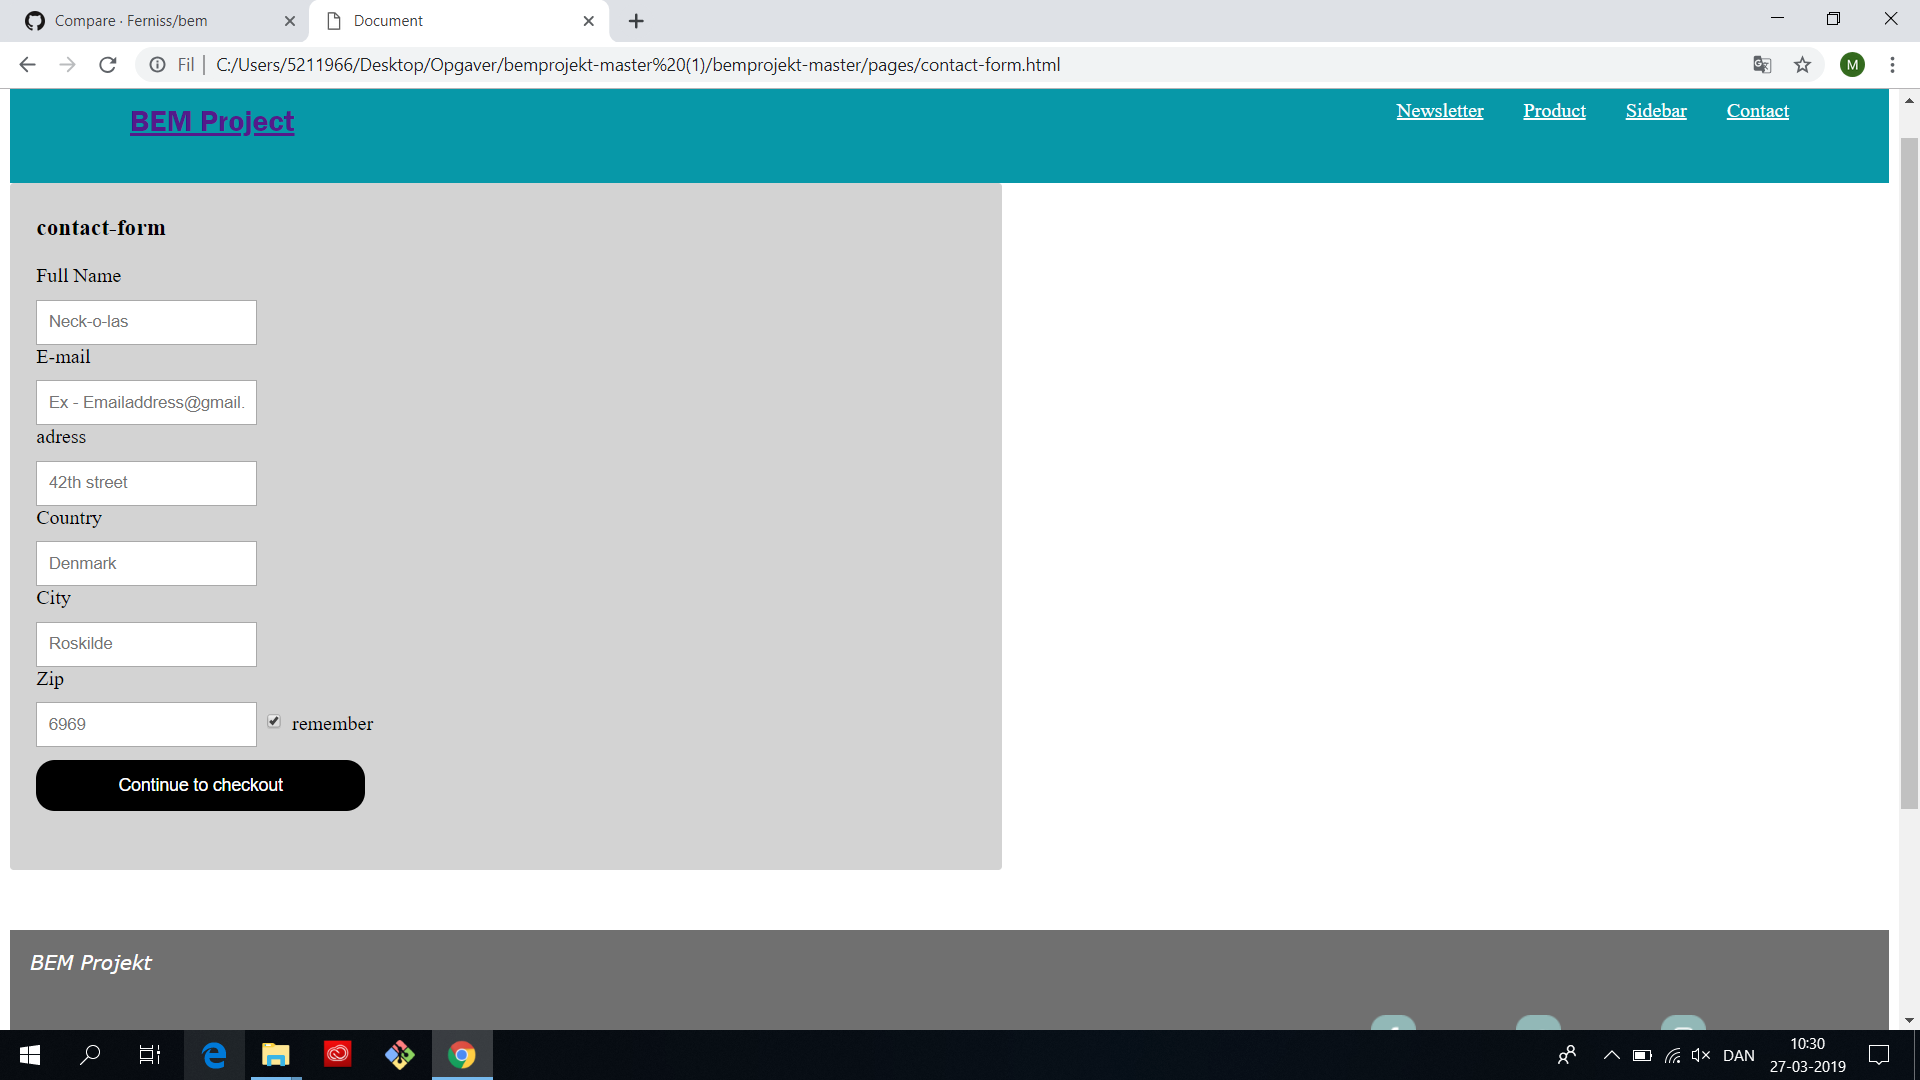 Compare · Ferniss/bem
Document
Fil
C:/Users/5211966/Desktop/Opgaver/bemprojekt-master%20(1)/bemprojekt-master/pages/contact-form.html
M
BEM Project
Newsletter Product Sidebar Contact
contact-form
Full Name
Neck-o-las
E-mail
Ex - Emailaddress@gmail.
adress
42th street
Country
Denmark
City
Roskilde
Zip
6969
remember
Continue to checkout
BEM Projekt
DAN
10:30
27-03-2019